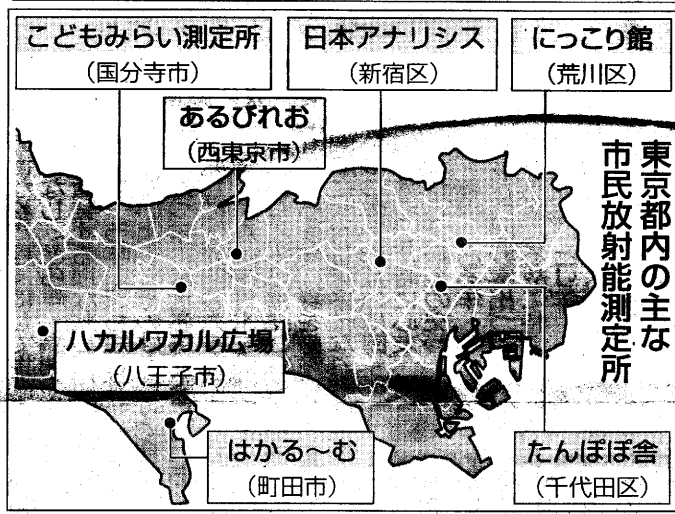 東京都内の主な
市民放射能測定所
こどもみらい測定所
(国分寺市)
日本アナリシス
(新宿区)
にっこり館
(荒川区)
あるびれお
(西東京市)
ハカルワカル広場
(八王子市)
はかる〜む
(町田市)
たんぽぽ舎
(千代田区)